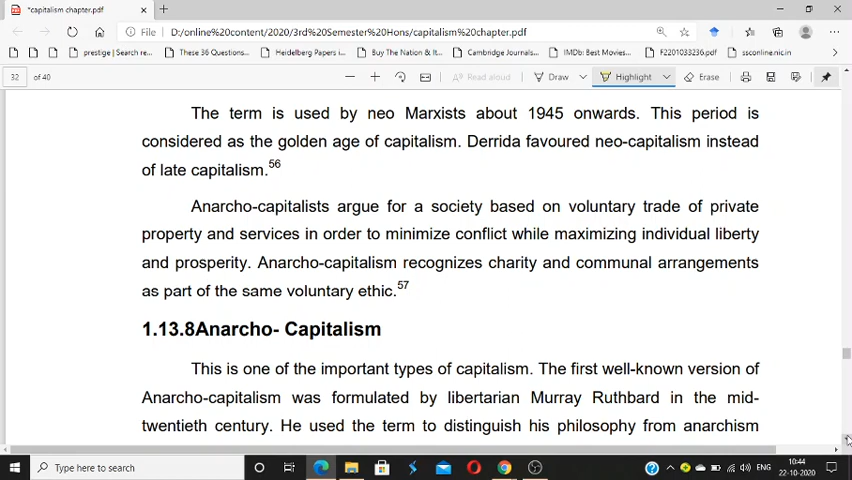 *capitalism chapter.pdf
File D:/online%20content/2020/3rd%20Semester%20Hons/capitalism%20chapter.pdf
prestige | Search re... These 36 Questions... Heidelberg Papers i... Buy The Nation & It... Cambridge Journals... IMDb: Best Movies... F2201033236.pdf ssconline.nic.in
32 of 40 Read aloud Draw Highlight Erase
The term is used by neo Marxists about 1945 onwards. This period is
considered as the golden age of capitalism. Derrida favoured neo-capitalism instead
of late capitalism.56
Anarcho-capitalists argue for a society based on voluntary trade of private
property and services in order to minimize conflict while maximizing individual liberty
and prosperity. Anarcho-capitalism recognizes charity and communal arrangements
as part of the same voluntary ethic.57
1.13.8Anarcho- Capitalism
This is one of the important types of capitalism. The first well-known version of
Anarcho-capitalism was formulated by libertarian Murray Ruthbard in the mid-
twentieth century. He used the term to distinguish his philosophy from anarchism
Type here to search ENG 10:44
22-10-2020